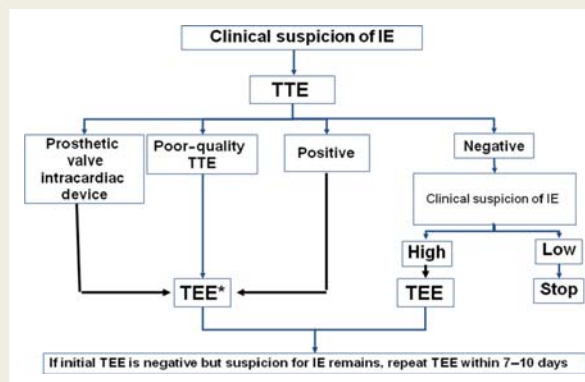 Clinical suspicion of IE
TTE
Prosthetic
valve
intracardiac
device
Poor-quality
TTE
Positive
Negative
Clinical suspicion of IE
High
Low
TEE*
TEE
Stop
If initial TEE is negative but suspicion for IE remains, repeat TEE within 7–10 days